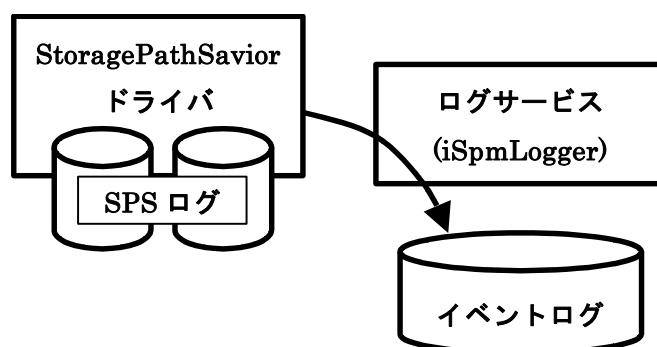 StoragePathSavior
ドライバ
SPS ログ
ログサービス
(iSpmLogger)
イベントログ